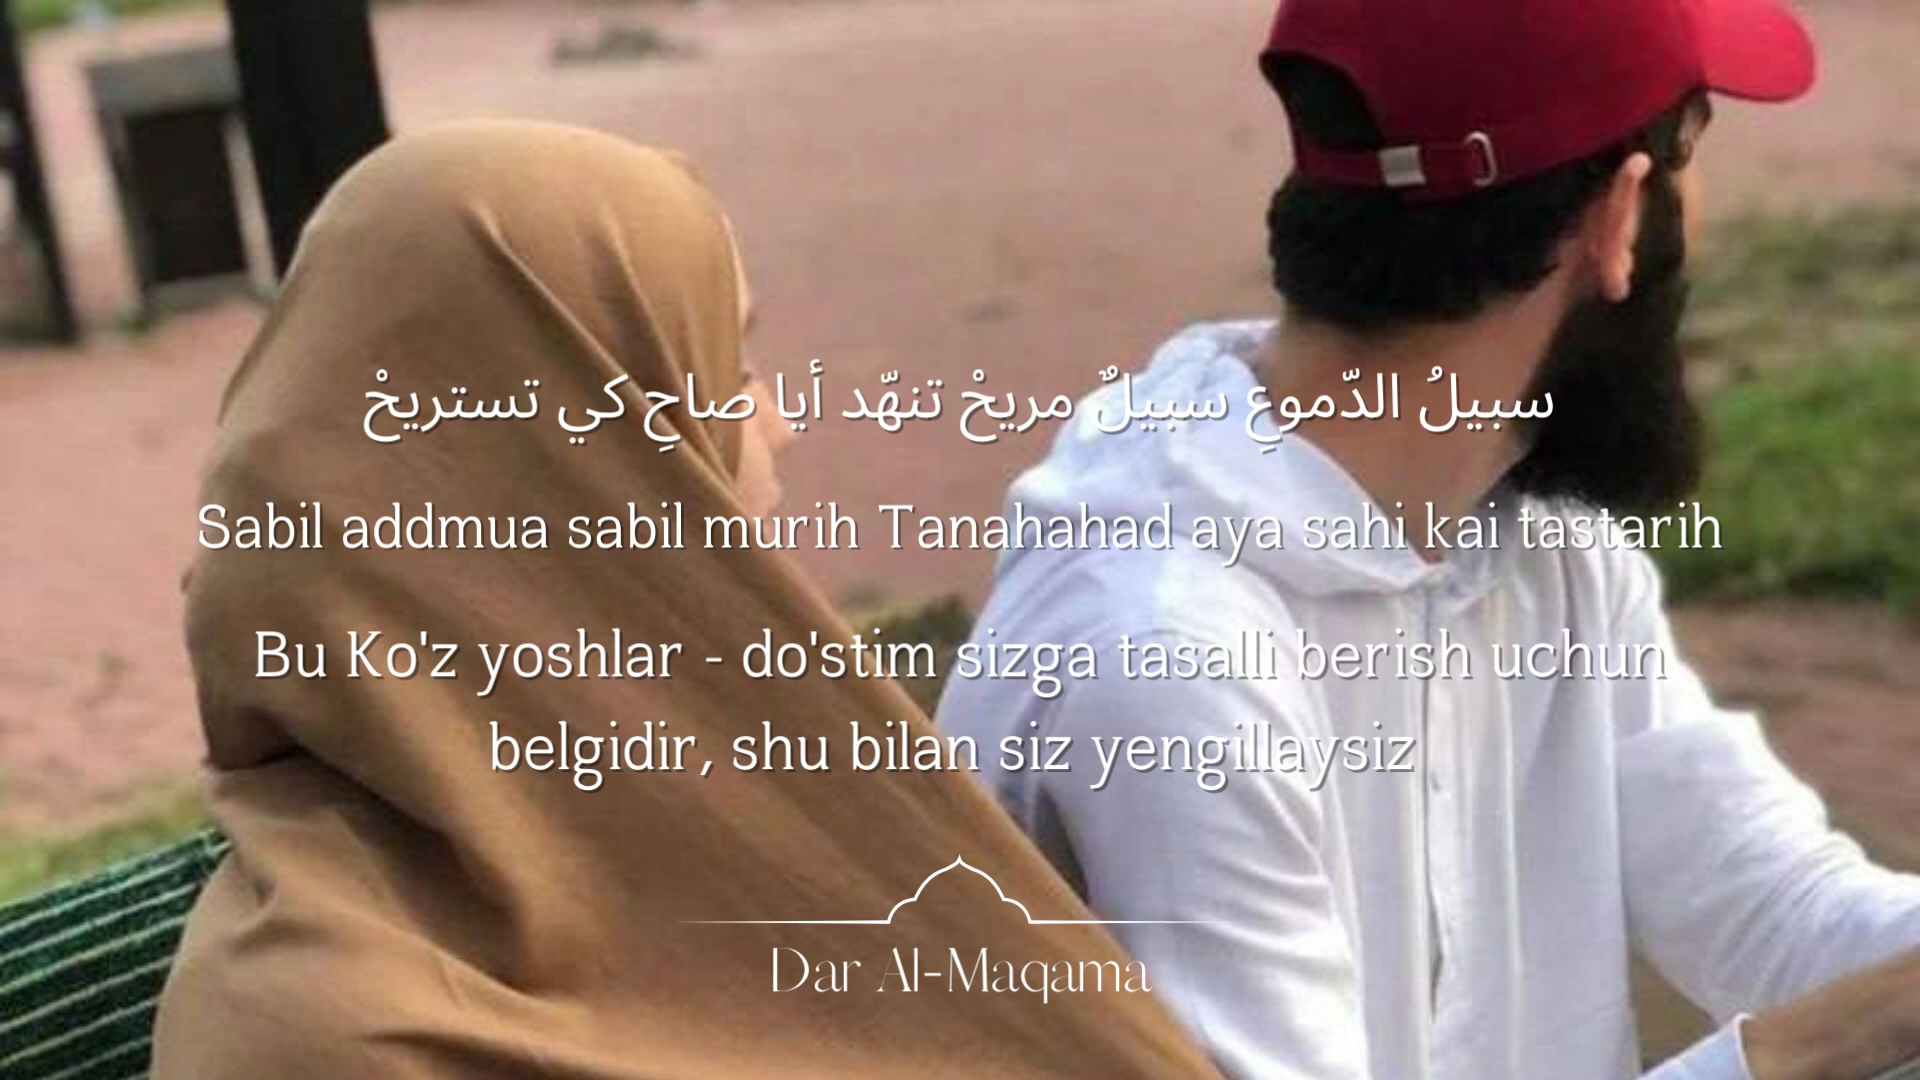 سبيلُ الدّموعِ سبيلٌ مريحْ تنهّد أيا صاحِ كي تستريحْ
Sabil addmua sabil murih Tanahahad aya sahi kai tastarih
Bu Ko'z yoshlar - do'stim sizga tasalli berish uchun
belgidir, shu bilan siz yengillaysiz
Dar Al-Maqama